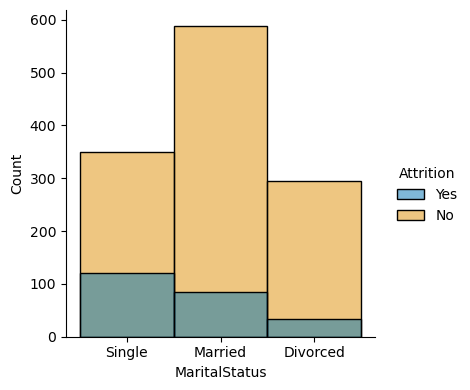 600
500
400
300
200
100
0
Count
Single Married Divorced
MaritalStatus
Attrition
Yes
No